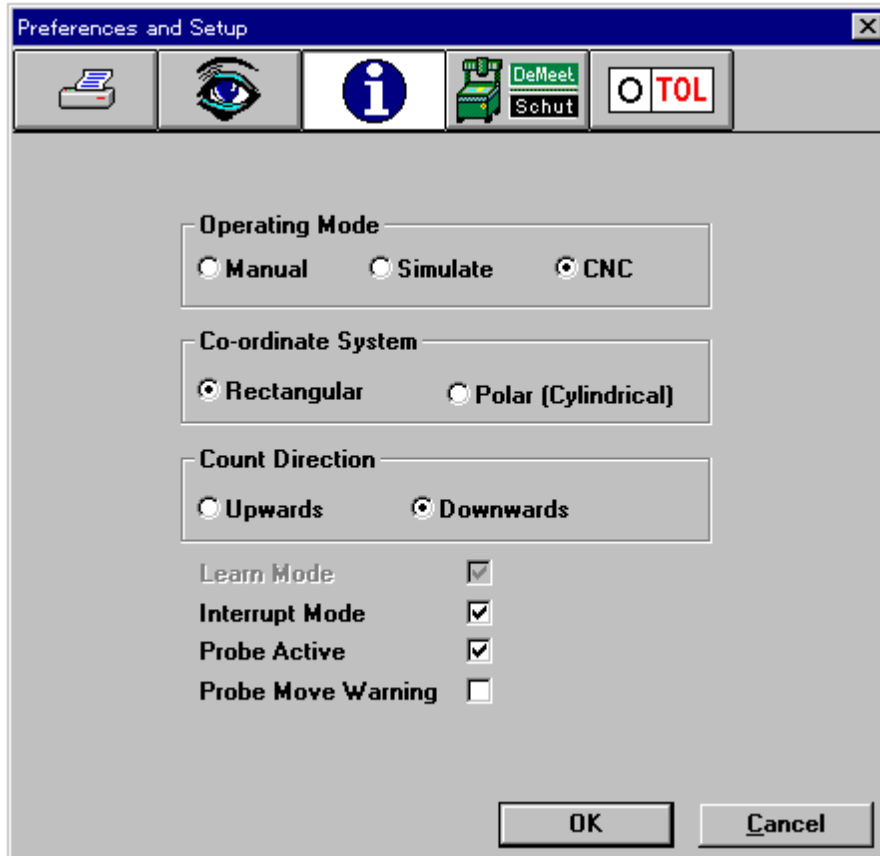 Preferences and Setup
DeMeet
Schut
O TOL
Operating Mode
Manual Simulate CNC
Co-ordinate System
Rectangular Polar (Cylindrical)
Count Direction
Upwards Downwards
Learn Mode
Interrupt Mode
Probe Active
Probe Move Warning
OK Cancel